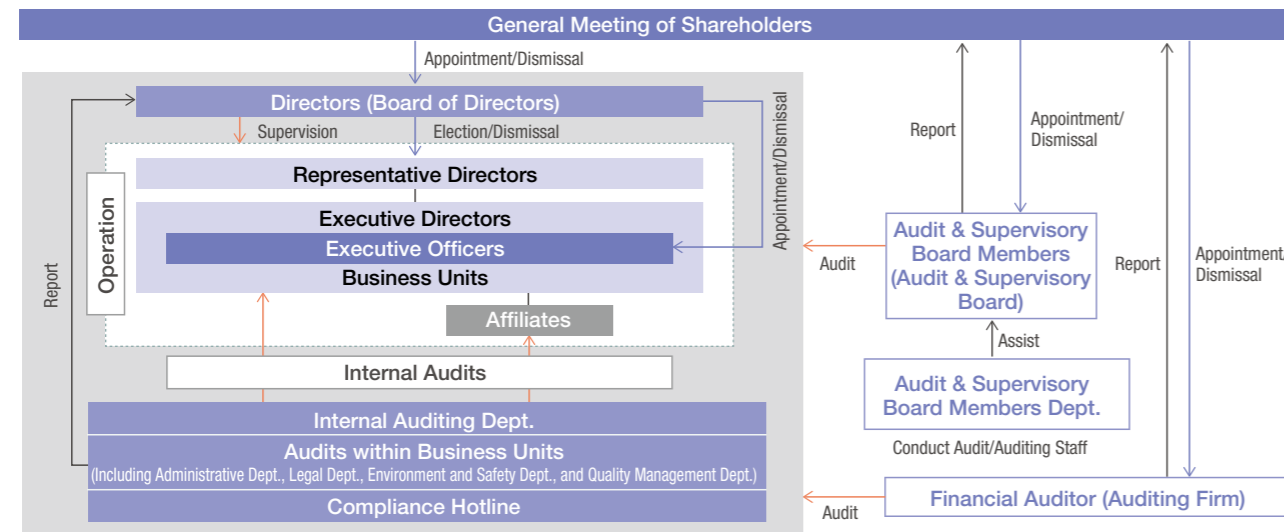 General Meeting of Shareholders
Appointment/Dismissal
Directors (Board of Directors)
Supervision
Election/Dismissal
Representative Directors
Executive Directors
Executive Officers
Business Units
Affiliates
Operation
Report
Appointment/Dismissal
Internal Audits
Internal Auditing Dept.
Audits within Business Units
(Including Administrative Dept., Legal Dept., Environment and Safety Dept., and Quality Management Dept.)
Compliance Hotline
Report
Appointment/
Dismissal
Audit
Audit & Supervisory
Board Members
(Audit & Supervisory
Board)
Report
Appointment/
Dismissal
Assist
Audit & Supervisory
Board Members Dept.
Conduct Audit/Auditing Staff
Audit
Financial Auditor (Auditing Firm)